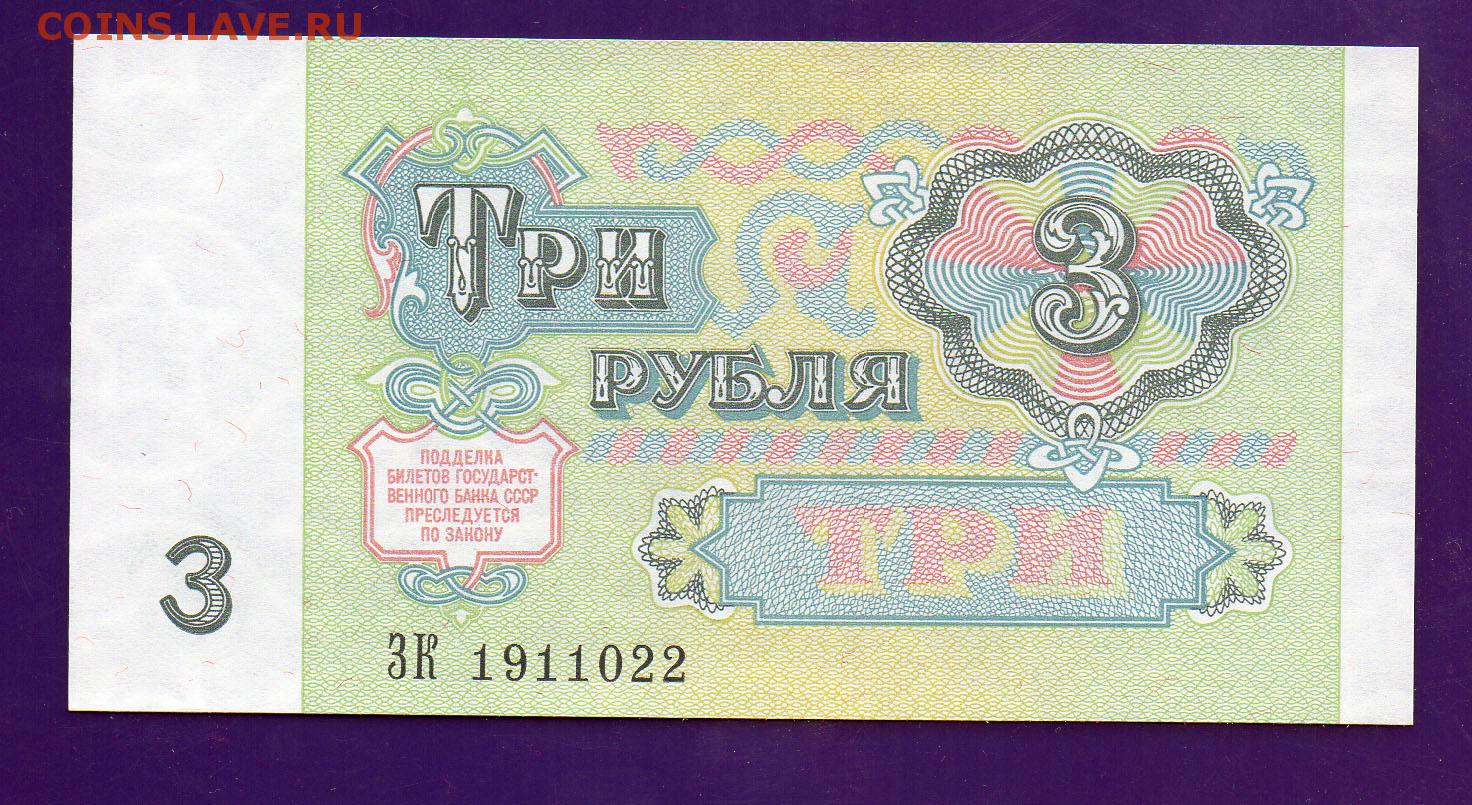 COINS.LAVE.RU
ТРИ
3
РУБЛЯ
ПОДДЕЛКА
БИЛЕТОВ ГОСУДАРСТ-
ВЕННОГО БАНКА СССР
ПРЕСЛЕДУЕТСЯ
ПО ЗАКОНУ
ТРИ
3
ЗК 1911022